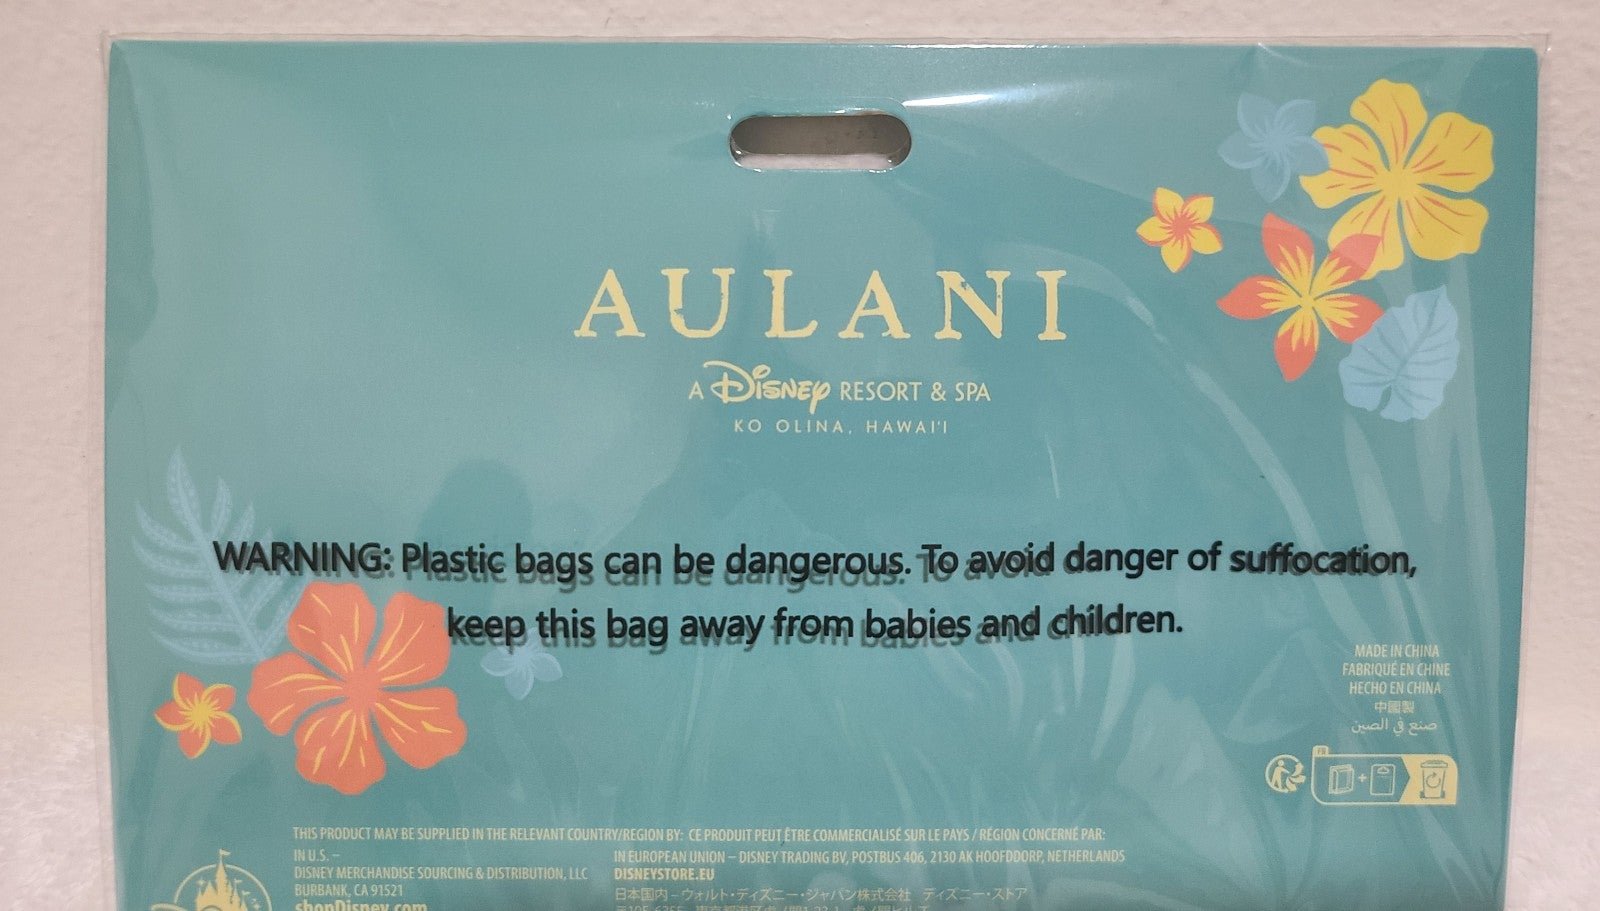 AULANI
A Disney RESORT & SPA
KO OLINA, HAWAI'I
WARNING: Plastic bags can be dangerous. To avoid danger of suffocation,
keep this bag away from babies and children.
MADE IN CHINA
FABRIQUÉ EN CHINE
HECHO EN CHINA
中國製
صنع في الصين
FR
THIS PRODUCT MAY BE SUPPLIED IN THE RELEVANT COUNTRY/REGION BY: CE PRODUIT PEUT ÊTRE COMMERCIALISÉ SUR LE PAYS / RÉGION CONCERNÉ PAR:
IN U.S. –
DISNEY MERCHANDISE SOURCING & DISTRIBUTION, LLC
BURBANK, CA 91521
shopDisney.com
IN EUROPEAN UNION – DISNEY TRADING BV, POSTBUS 406, 2130 AK HOOFDDORP, NETHERLANDS
DISNEYSTORE.EU
日本国内 – ウォルト・ディズニー・ジャパン株式会社 ディズニー・ストア